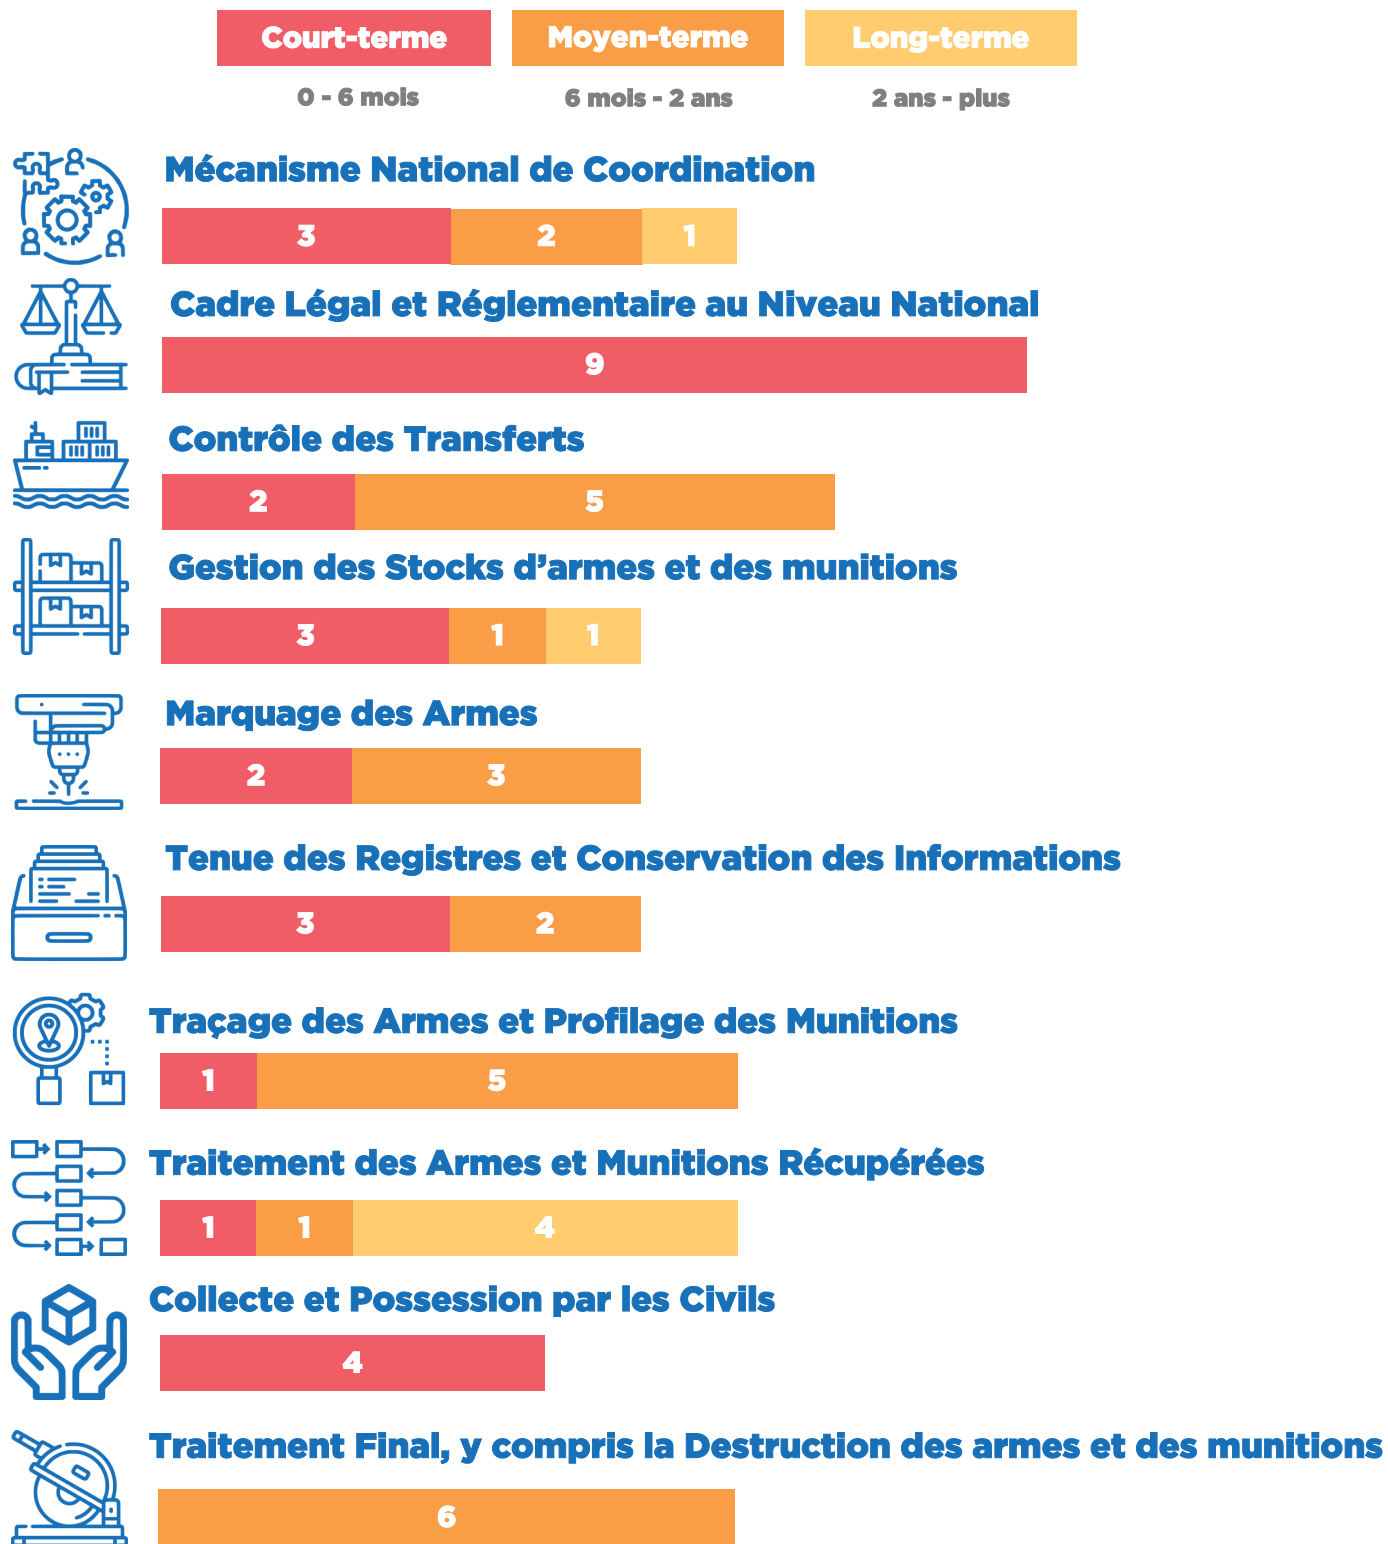 Court-terme Moyen-terme Long-terme
0 - 6 mois 6 mois - 2 ans 2 ans - plus
Mécanisme National de Coordination
3 2 1
Cadre Légal et Réglementaire au Niveau National
9
Contrôle des Transferts
2 5
Gestion des Stocks d’armes et des munitions
3 1 1
Marquage des Armes
2 3
Tenue des Registres et Conservation des Informations
3 2
Traçage des Armes et Profilage des Munitions
1 5
Traitement des Armes et Munitions Récupérées
1 1 4
Collecte et Possession par les Civils
4
Traitement Final, y compris la Destruction des armes et des munitions
6